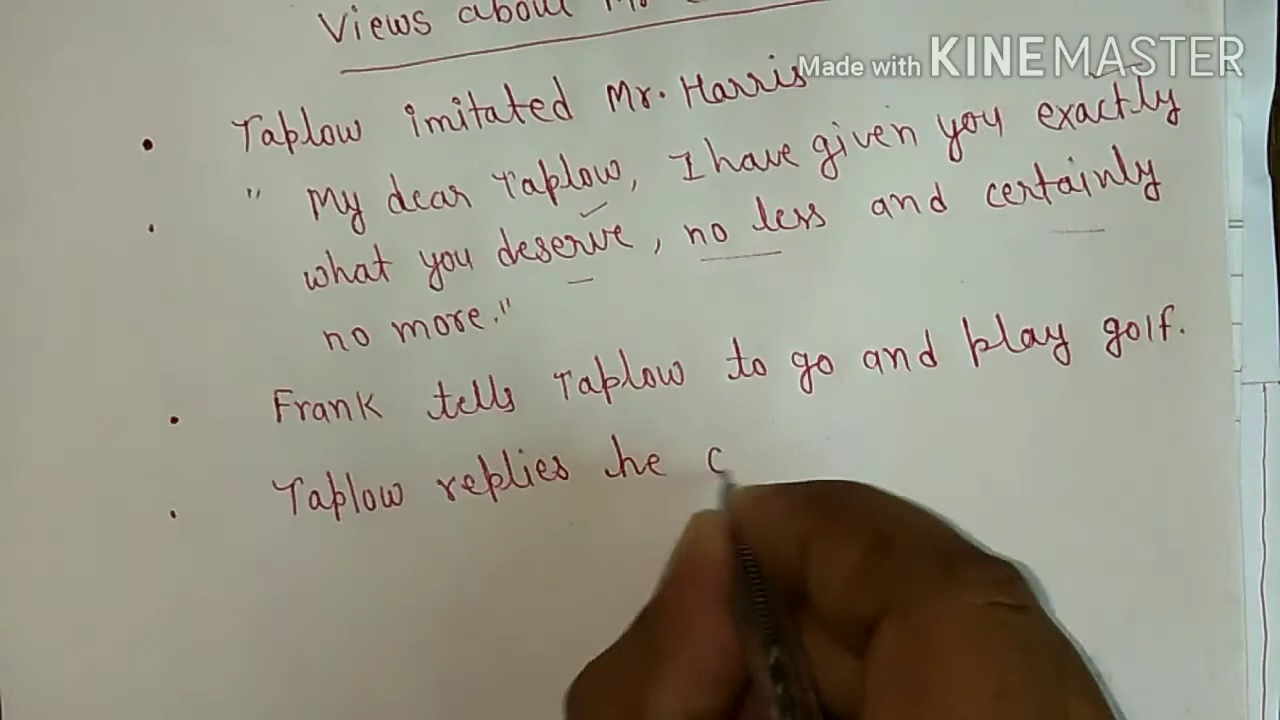 Views about
Made with KINEMASTER
• Taplow imitated Mr. Harris
" My dear Taplow, I have given you exactly
what you deserve, no less and certainly
no more."
• Frank tells Taplow to go and play golf.
• Taplow replies he c